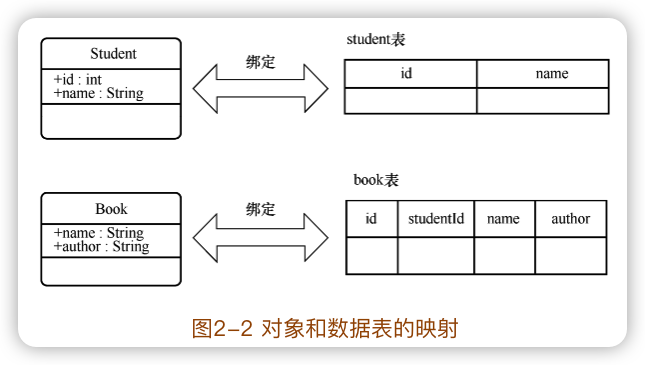 Student
+id : int
+name : String
绑定
student表
id name
Book
+name : String
+author : String
绑定
book表
id studentId name author
图2-2 对象和数据表的映射